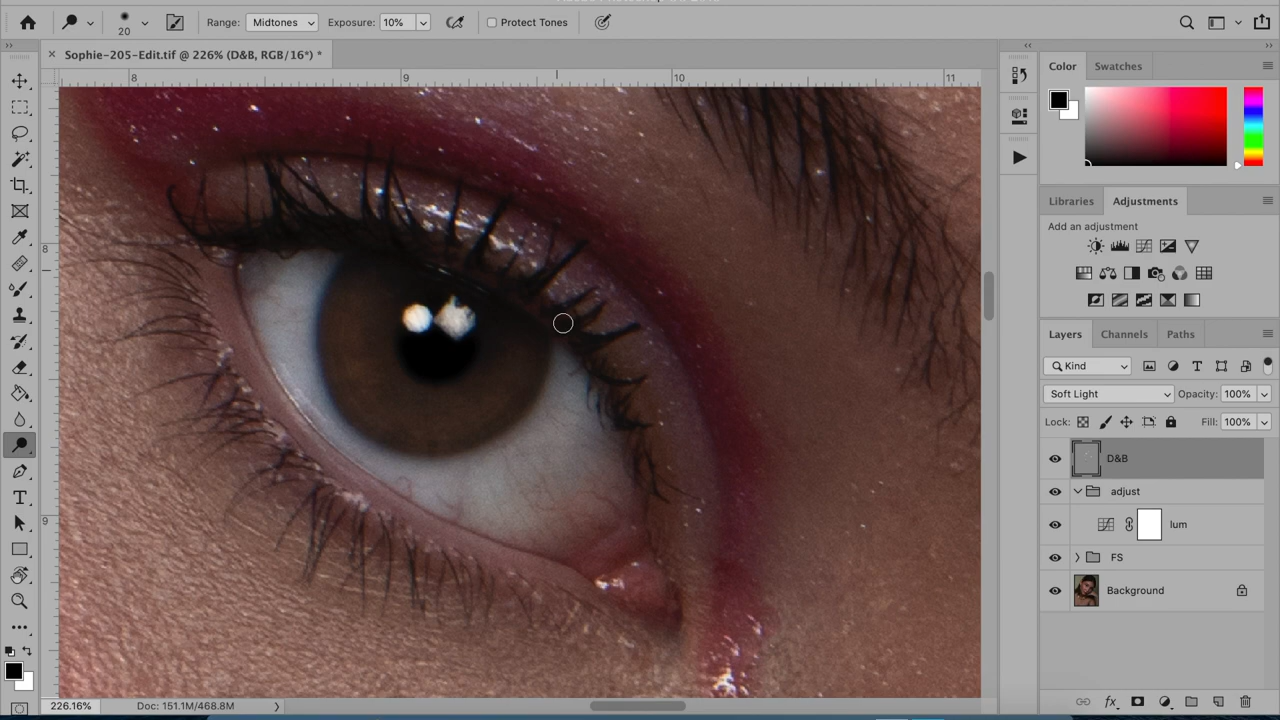 20
Range: Midtones Exposure: 10% Protect Tones
Sophie-205-Edit.tif @ 226% (D&B, RGB/16*) *
8 9 10 11
8
9
Color Swatches
Libraries Adjustments
Add an adjustment
Layers Channels Paths
Kind
Soft Light Opacity: 100%
Lock: Fill: 100%
D&B
adjust
lum
FS
Background
fx
226.16% Doc: 151.1M/468.8M